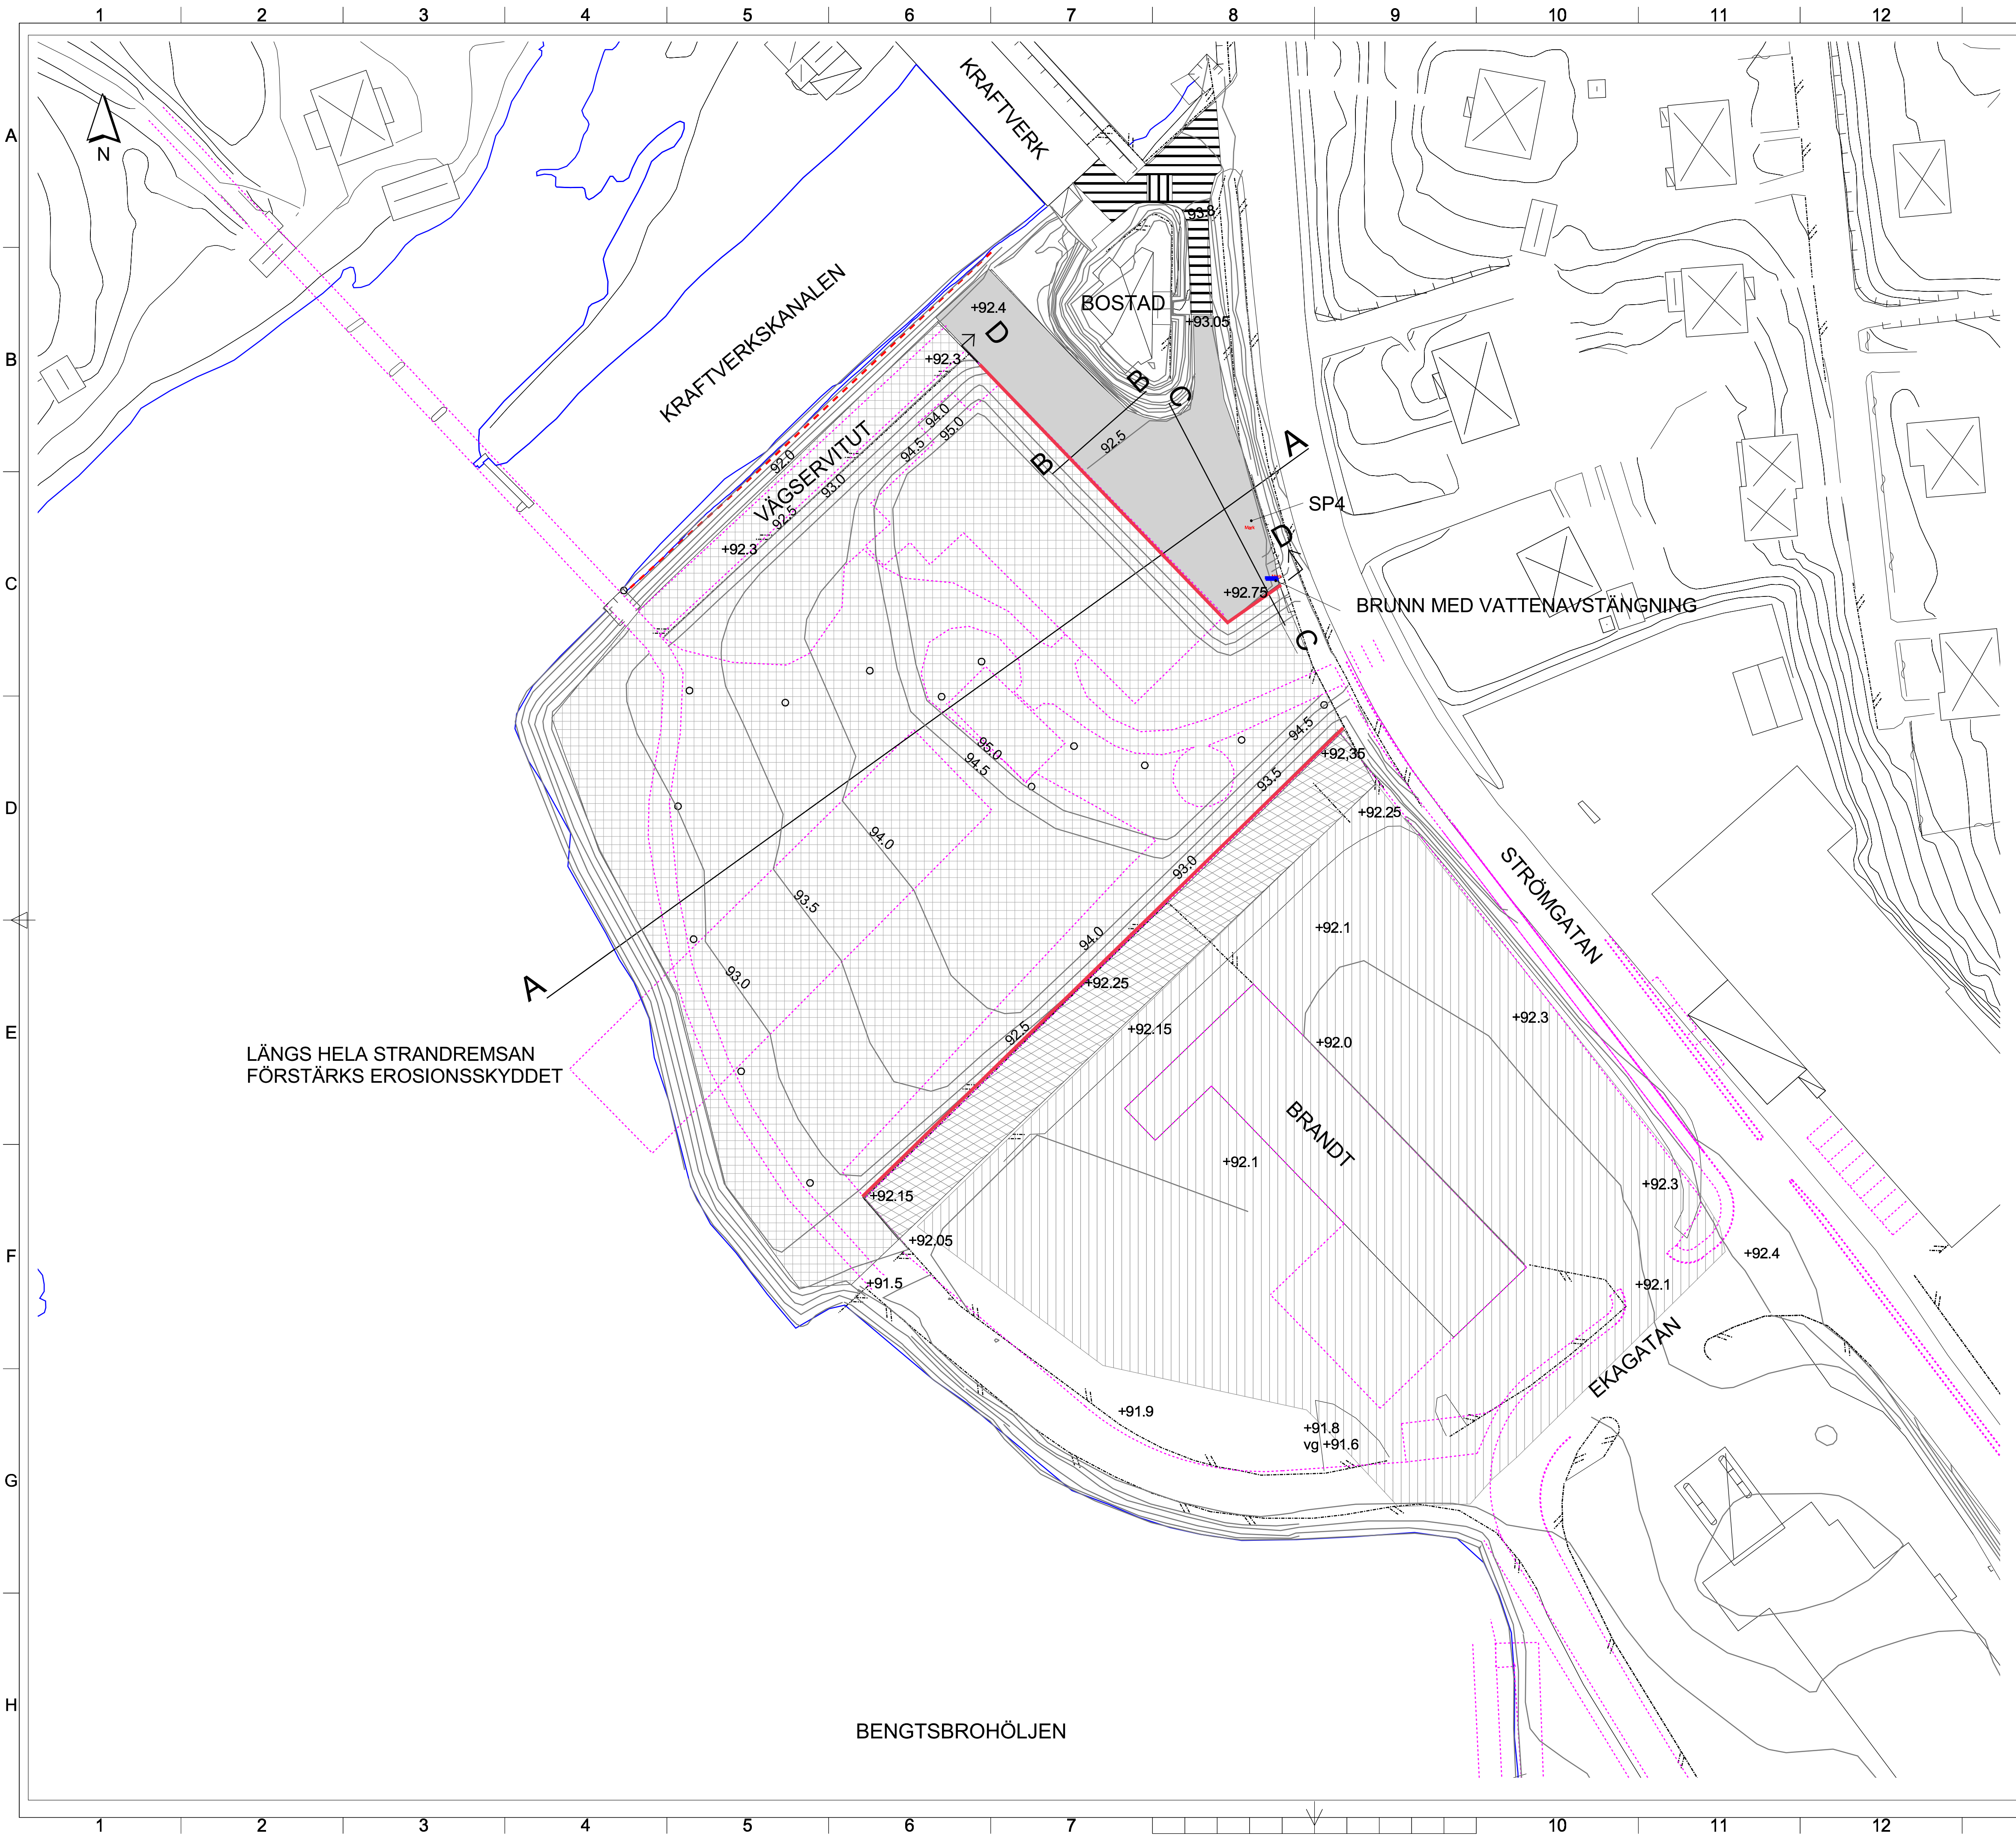 1 2 3 4 5 6 7 8 9 10 11 12
A
N
KRAFTVERK
93.8
B
KRAFTVERKSKANALEN
+92.4
D
BOSTAD
+93.05
+92.3
B
C
94.0
95.0
94.5
92.5
A
B
VÄGSERVITUT
92.0
93.0
92.5
+92.3
SP4
D
C
+92.75
BRUNN MED VATTENAVSTÄNGNING
C
95.0
94.5
94.5
+92,35
93.5
D
+92.25
94.0
93.0
STRÖMGATAN
93.5
+92.1
94.0
93.0
+92.25
A
92.5
+92.15
+92.3
E
+92.0
LÄNGS HELA STRANDREMSAN
FÖRSTÄRKS EROSIONSSKYDDET
BRANDT
+92.1
+92.3
+92.15
F
+92.05
+92.4
+91.5
+92.1
EKAGATAN
+91.9
+91.8
vg +91.6
G
H
BENGTSBROHÖLJEN
1 2 3 4 5 6 7 10 11 12